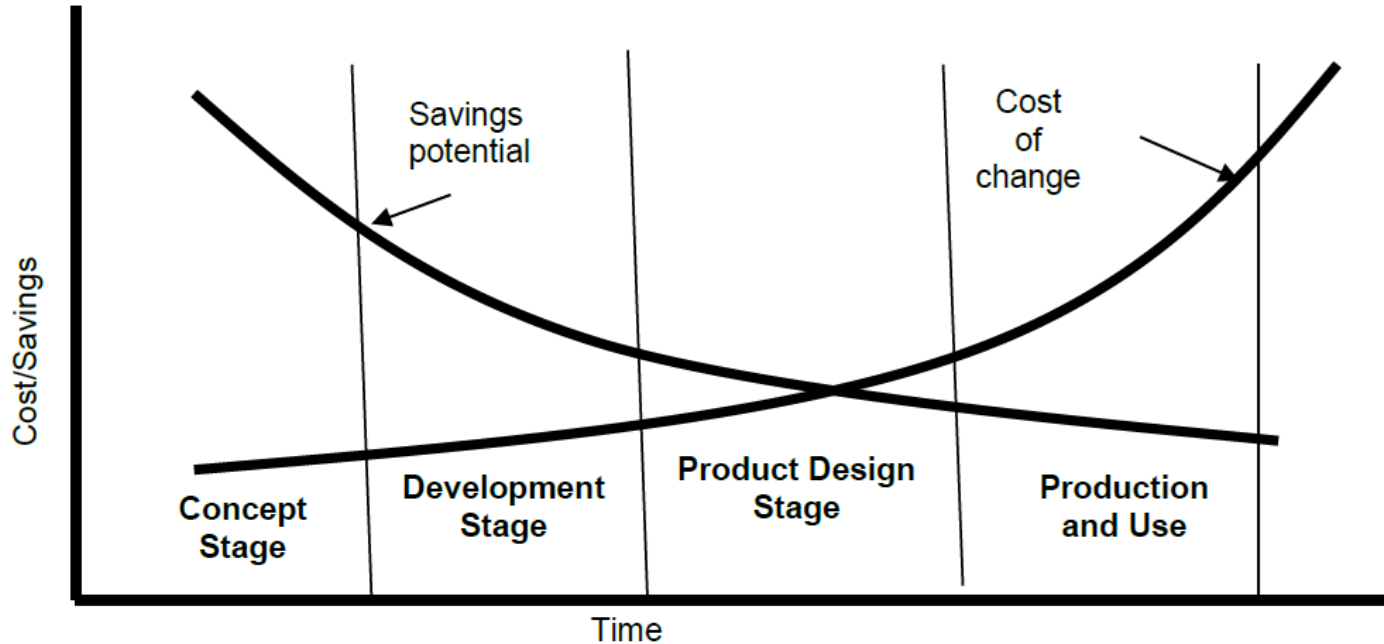 Savings
potential
Cost
of
change
Cost/Savings
Concept
Stage
Development
Stage
Product Design
Stage
Production
and Use
Time